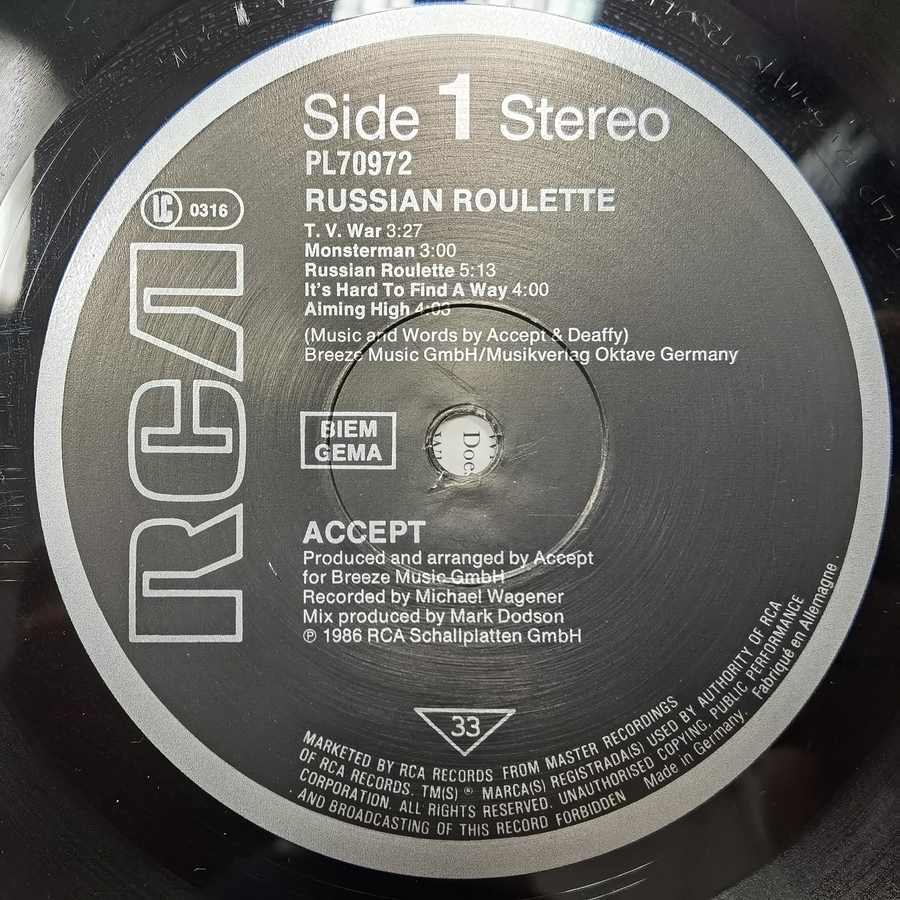 Side 1 Stereo
PL70972
RUSSIAN ROULETTE
LC 0316
T. V. War 3:27
Monsterman 3:00
Russian Roulette 5:13
It's Hard To Find A Way 4:00
Aiming High 4:03
(Music and Words by Accept & Deaffy)
Breeze Music GmbH/Musikverlag Oktave Germany
RCA
BIEM
GEMA
Doe
ACCEPT
Produced and arranged by Accept
for Breeze Music GmbH
Recorded by Michael Wagener
Mix produced by Mark Dodson
℗ 1986 RCA Schallplatten GmbH
33
MARKETED BY RCA RECORDS. FROM MASTER RECORDINGS
OF RCA RECORDS. TM(S) ® MARCA(S) REGISTRADA(S) USED BY AUTHORITY OF RCA
CORPORATION. ALL RIGHTS RESERVED. UNAUTHORISED COPYING, PUBLIC PERFORMANCE
AND BROADCASTING OF THIS RECORD FORBIDDEN Made in Germany. Fabriqué en Allemagne